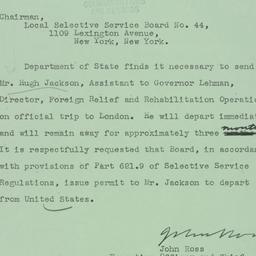 Chairman,
Local Selective Service Board No. 44,
1109 Lexington Avenue,
New York, New York.
Department of State finds it necessary to send
Mr. Hugh Jackson, Assistant to Governor Lehman,
Director, Foreign Relief and Rehabilitation Operatio
on official trip to London. He will depart immediat
and will remain away for approximately three months
It is respectfully requested that Board, in accordan
with provisions of Part 621.9 of Selective Service
Regulations, issue permit to Mr. Jackson to depart
from United States.
John Ross
John Ross